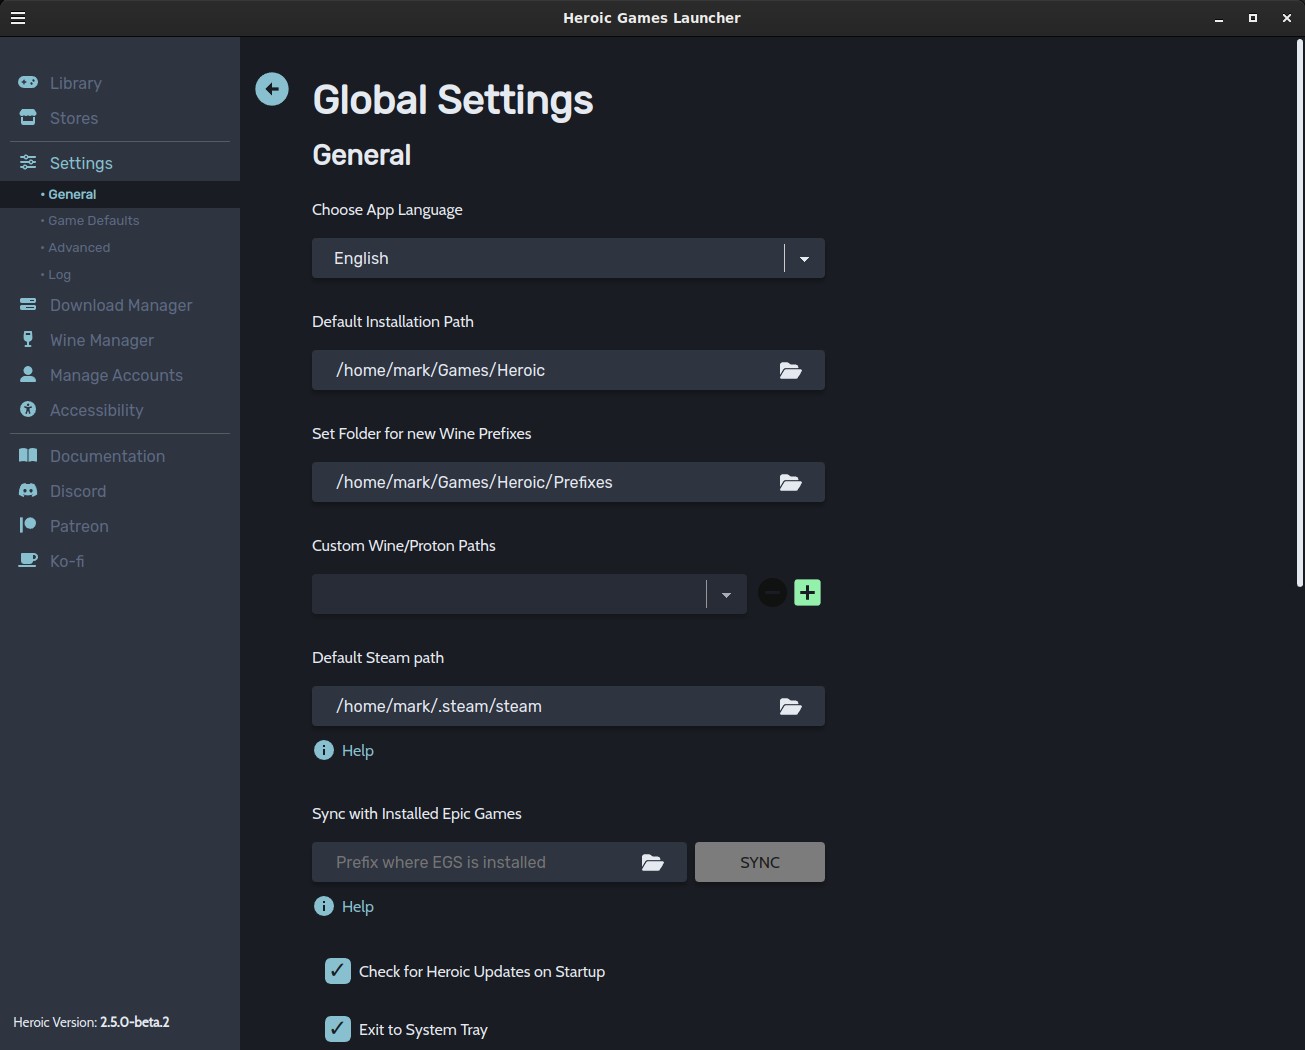 Heroic Games Launcher
Library
Stores
Settings
• General
• Game Defaults
• Advanced
• Log
Download Manager
Wine Manager
Manage Accounts
Accessibility
Documentation
Discord
Patreon
Ko-fi
Heroic Version: 2.5.0-beta.2
Global Settings
General
Choose App Language
English
Default Installation Path
/home/mark/Games/Heroic
Set Folder for new Wine Prefixes
/home/mark/Games/Heroic/Prefixes
Custom Wine/Proton Paths
Default Steam path
/home/mark/.steam/steam
Help
Sync with Installed Epic Games
Prefix where EGS is installed
SYNC
Help
Check for Heroic Updates on Startup
Exit to System Tray